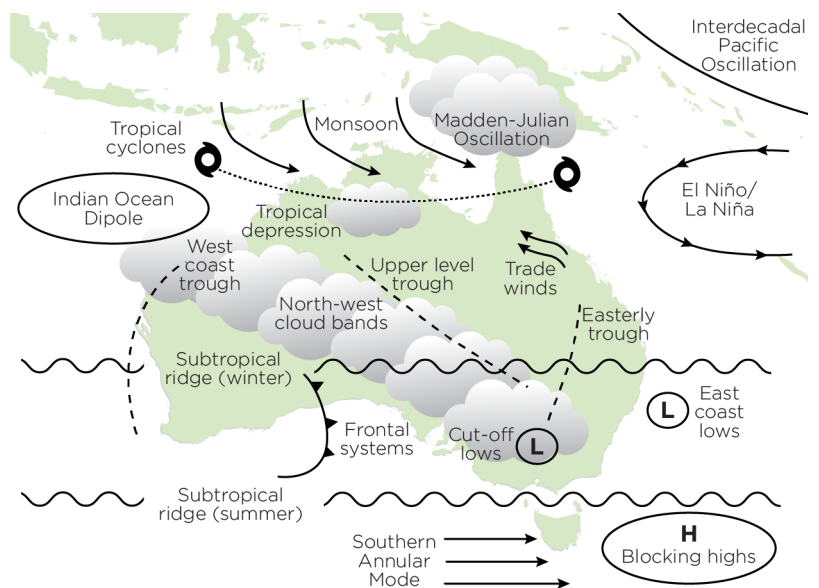 Interdecadal
Pacific
Oscillation
Madden-Julian
Oscillation
Monsoon
Tropical
cyclones
Indian Ocean
Dipole
El Niño/
La Niña
Tropical
depression
West
coast
trough
Upper level
trough
Trade
winds
North-west
cloud bands
Easterly
trough
Subtropical
ridge (winter)
L
East
coast
lows
Frontal
systems
Cut-off
lows
L
Subtropical
ridge (summer)
Southern
Annular
Mode
H
Blocking highs